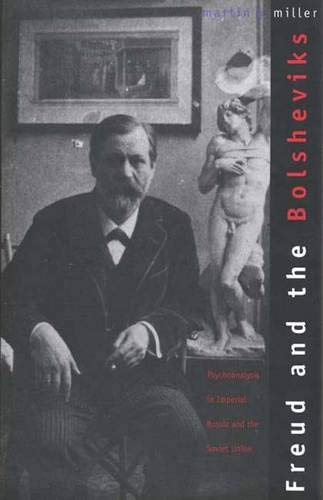 martin a. miller
Freud and the Bolsheviks
Psychoanalysis
in Imperial
Russia and the
Soviet Union